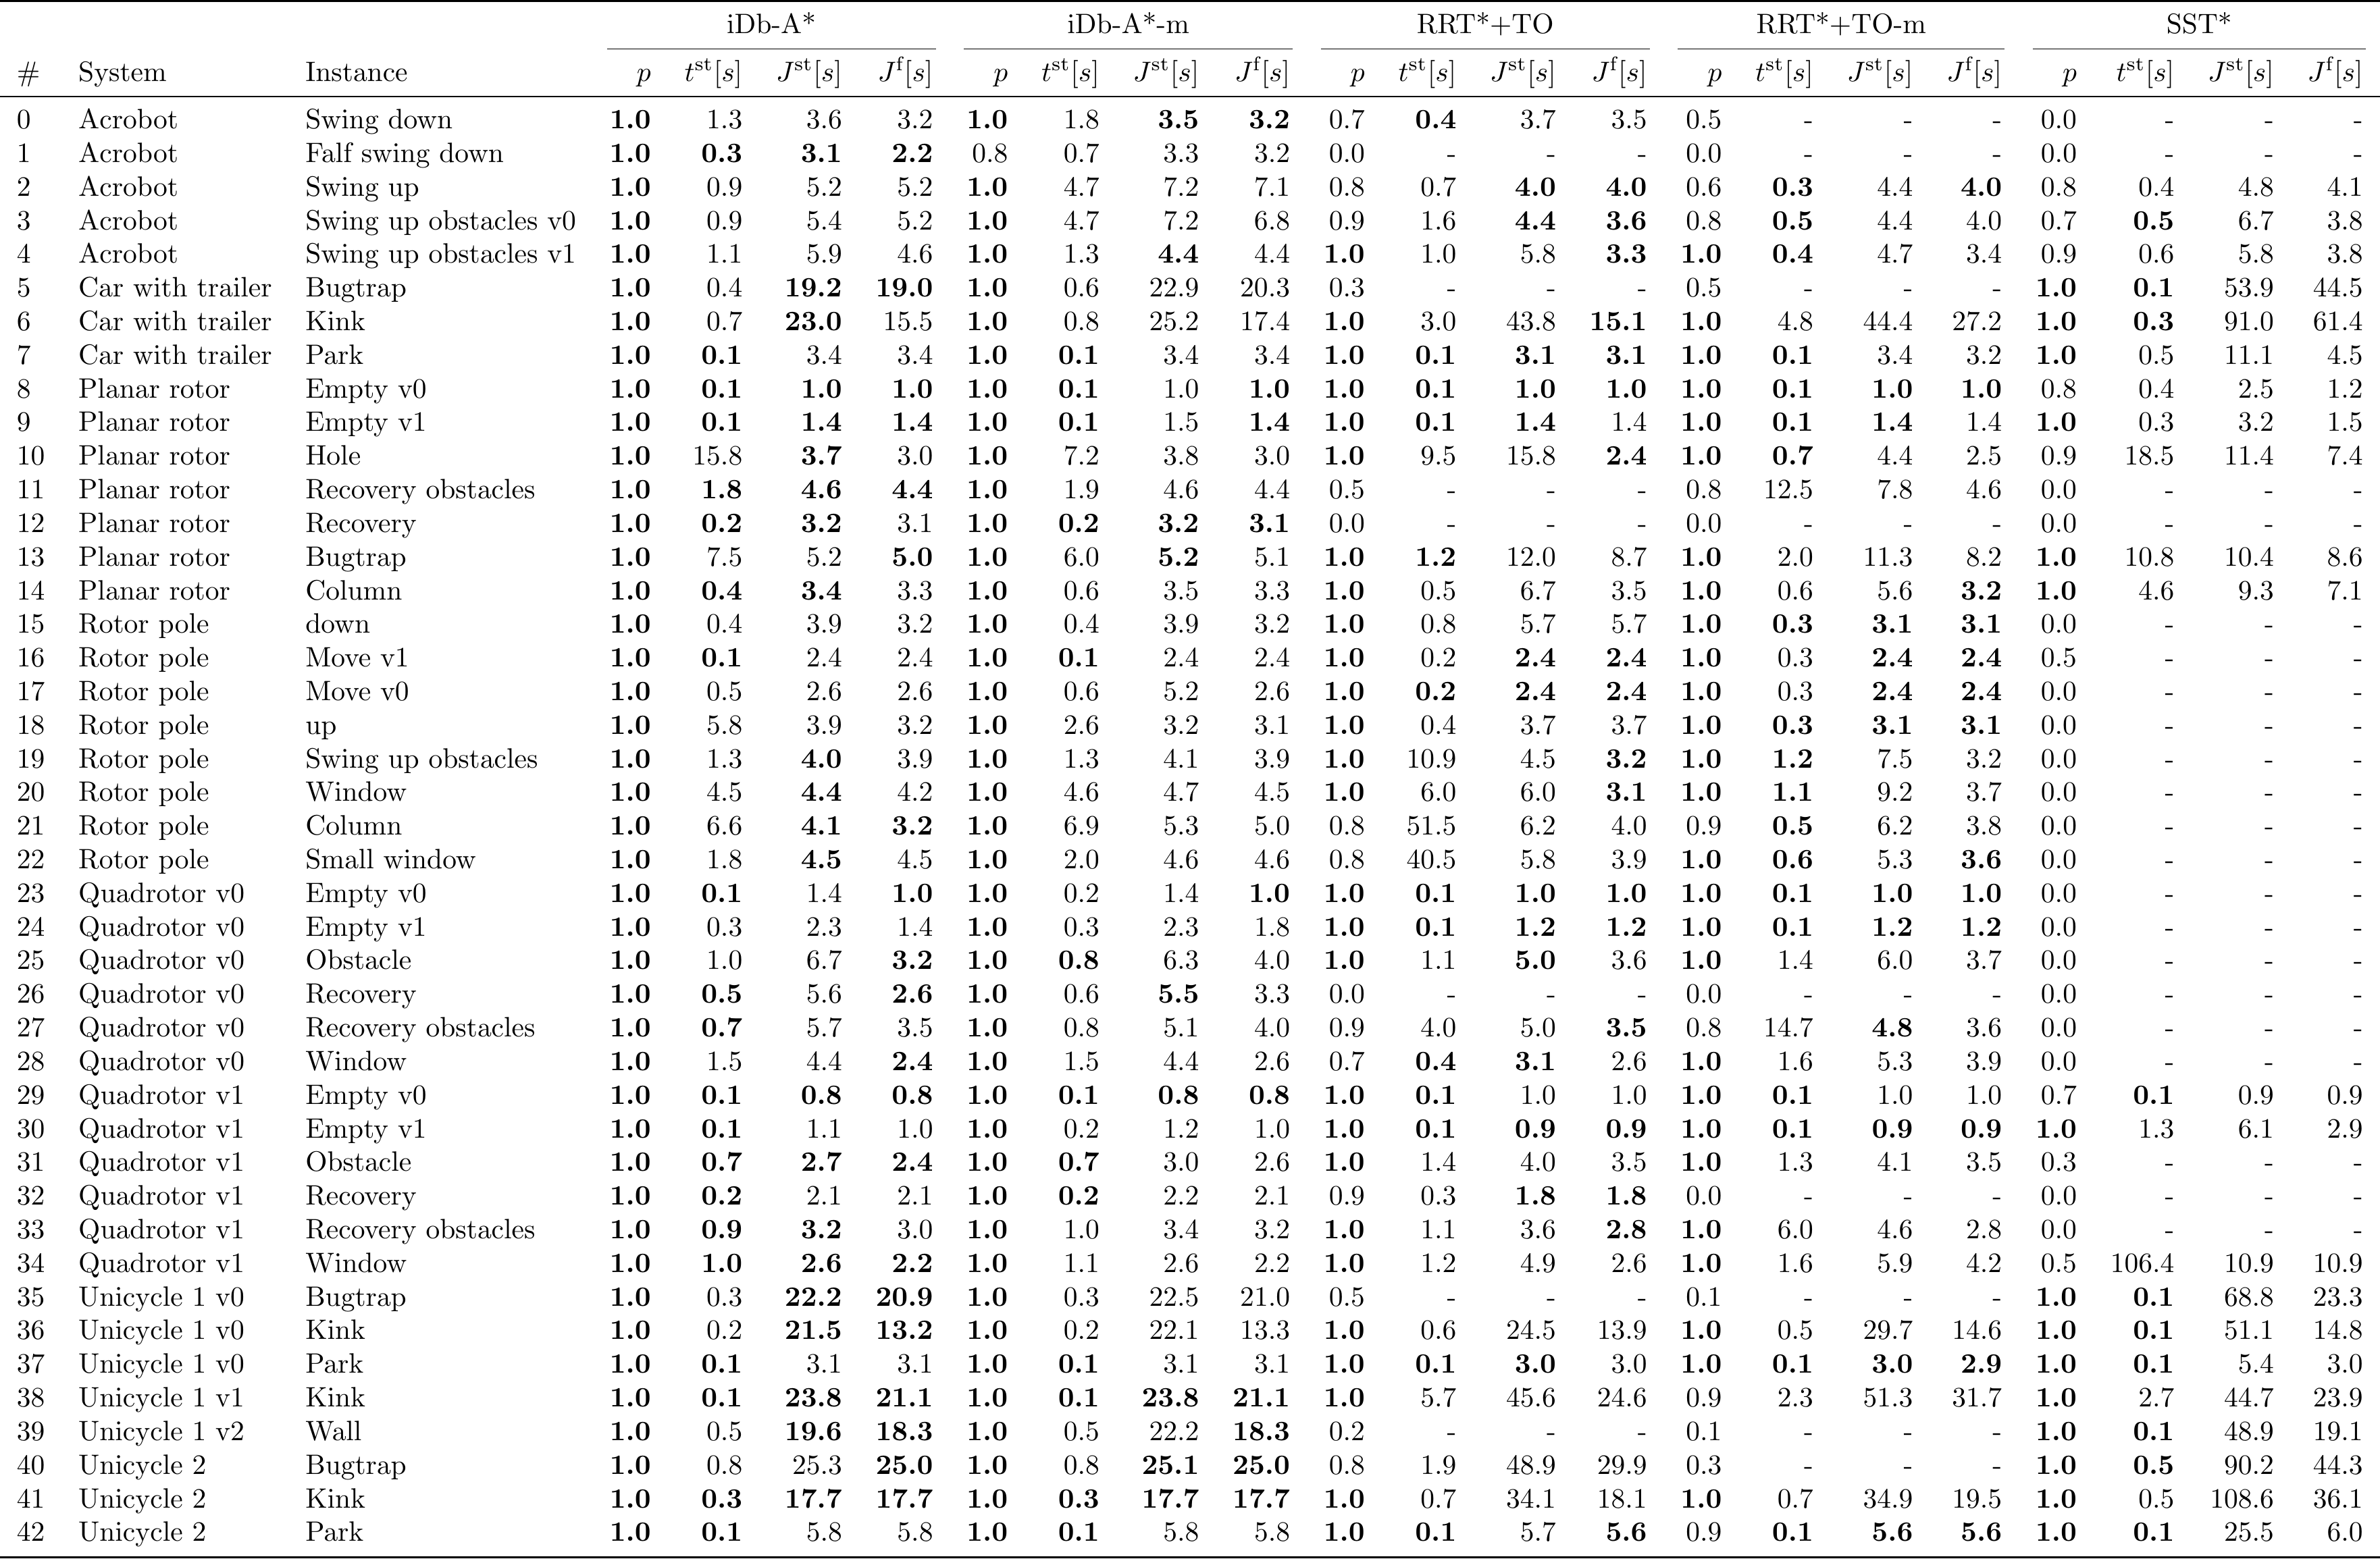 iDb-A* iDb-A*-m RRT*+TO RRT*+TO-m SST*
# System Instance p tˢᵗ[s] Jˢᵗ[s] Jᶠ[s] p tˢᵗ[s] Jˢᵗ[s] Jᶠ[s] p tˢᵗ[s] Jˢᵗ[s] Jᶠ[s] p tˢᵗ[s] Jˢᵗ[s] Jᶠ[s] p tˢᵗ[s] Jˢᵗ[s] Jᶠ[s]
0 Acrobot Swing down 1.0 1.3 3.6 3.2 1.0 1.8 3.5 3.2 0.7 0.4 3.7 3.5 0.5 - - - 0.0 - - -
1 Acrobot Falf swing down 1.0 0.3 3.1 2.2 0.8 0.7 3.3 3.2 0.0 - - - 0.0 - - - 0.0 - - -
2 Acrobot Swing up 1.0 0.9 5.2 5.2 1.0 4.7 7.2 7.1 0.8 0.7 4.0 4.0 0.6 0.3 4.4 4.0 0.8 0.4 4.8 4.1
3 Acrobot Swing up obstacles v0 1.0 0.9 5.4 5.2 1.0 4.7 7.2 6.8 0.9 1.6 4.4 3.6 0.8 0.5 4.4 4.0 0.7 0.5 6.7 3.8
4 Acrobot Swing up obstacles v1 1.0 1.1 5.9 4.6 1.0 1.3 4.4 4.4 1.0 1.0 5.8 3.3 1.0 0.4 4.7 3.4 0.9 0.6 5.8 3.8
5 Car with trailer Bugtrap 1.0 0.4 19.2 19.0 1.0 0.6 22.9 20.3 0.3 - - - 0.5 - - - 1.0 0.1 53.9 44.5
6 Car with trailer Kink 1.0 0.7 23.0 15.5 1.0 0.8 25.2 17.4 1.0 3.0 43.8 15.1 1.0 4.8 44.4 27.2 1.0 0.3 91.0 61.4
7 Car with trailer Park 1.0 0.1 3.4 3.4 1.0 0.1 3.4 3.4 1.0 0.1 3.1 3.1 1.0 0.1 3.4 3.2 1.0 0.5 11.1 4.5
8 Planar rotor Empty v0 1.0 0.1 1.0 1.0 1.0 0.1 1.0 1.0 1.0 0.1 1.0 1.0 1.0 0.1 1.0 1.0 0.8 0.4 2.5 1.2
9 Planar rotor Empty v1 1.0 0.1 1.4 1.4 1.0 0.1 1.5 1.4 1.0 0.1 1.4 1.4 1.0 0.1 1.4 1.4 1.0 0.3 3.2 1.5
10 Planar rotor Hole 1.0 15.8 3.7 3.0 1.0 7.2 3.8 3.0 1.0 9.5 15.8 2.4 1.0 0.7 4.4 2.5 0.9 18.5 11.4 7.4
11 Planar rotor Recovery obstacles 1.0 1.8 4.6 4.4 1.0 1.9 4.6 4.4 0.5 - - - 0.8 12.5 7.8 4.6 0.0 - - -
12 Planar rotor Recovery 1.0 0.2 3.2 3.1 1.0 0.2 3.2 3.1 0.0 - - - 0.0 - - - 0.0 - - -
13 Planar rotor Bugtrap 1.0 7.5 5.2 5.0 1.0 6.0 5.2 5.1 1.0 1.2 12.0 8.7 1.0 2.0 11.3 8.2 1.0 10.8 10.4 8.6
14 Planar rotor Column 1.0 0.4 3.4 3.3 1.0 0.6 3.5 3.3 1.0 0.5 6.7 3.5 1.0 0.6 5.6 3.2 1.0 4.6 9.3 7.1
15 Rotor pole down 1.0 0.4 3.9 3.2 1.0 0.4 3.9 3.2 1.0 0.8 5.7 5.7 1.0 0.3 3.1 3.1 0.0 - - -
16 Rotor pole Move v1 1.0 0.1 2.4 2.4 1.0 0.1 2.4 2.4 1.0 0.2 2.4 2.4 1.0 0.3 2.4 2.4 0.5 - - -
17 Rotor pole Move v0 1.0 0.5 2.6 2.6 1.0 0.6 5.2 2.6 1.0 0.2 2.4 2.4 1.0 0.3 2.4 2.4 0.0 - - -
18 Rotor pole up 1.0 5.8 3.9 3.2 1.0 2.6 3.2 3.1 1.0 0.4 3.7 3.7 1.0 0.3 3.1 3.1 0.0 - - -
19 Rotor pole Swing up obstacles 1.0 1.3 4.0 3.9 1.0 1.3 4.1 3.9 1.0 10.9 4.5 3.2 1.0 1.2 7.5 3.2 0.0 - - -
20 Rotor pole Window 1.0 4.5 4.4 4.2 1.0 4.6 4.7 4.5 1.0 6.0 6.0 3.1 1.0 1.1 9.2 3.7 0.0 - - -
21 Rotor pole Column 1.0 6.6 4.1 3.2 1.0 6.9 5.3 5.0 0.8 51.5 6.2 4.0 0.9 0.5 6.2 3.8 0.0 - - -
22 Rotor pole Small window 1.0 1.8 4.5 4.5 1.0 2.0 4.6 4.6 0.8 40.5 5.8 3.9 1.0 0.6 5.3 3.6 0.0 - - -
23 Quadrotor v0 Empty v0 1.0 0.1 1.4 1.0 1.0 0.2 1.4 1.0 1.0 0.1 1.0 1.0 1.0 0.1 1.0 1.0 0.0 - - -
24 Quadrotor v0 Empty v1 1.0 0.3 2.3 1.4 1.0 0.3 2.3 1.8 1.0 0.1 1.2 1.2 1.0 0.1 1.2 1.2 0.0 - - -
25 Quadrotor v0 Obstacle 1.0 1.0 6.7 3.2 1.0 0.8 6.3 4.0 1.0 1.1 5.0 3.6 1.0 1.4 6.0 3.7 0.0 - - -
26 Quadrotor v0 Recovery 1.0 0.5 5.6 2.6 1.0 0.6 5.5 3.3 0.0 - - - 0.0 - - - 0.0 - - -
27 Quadrotor v0 Recovery obstacles 1.0 0.7 5.7 3.5 1.0 0.8 5.1 4.0 0.9 4.0 5.0 3.5 0.8 14.7 4.8 3.6 0.0 - - -
28 Quadrotor v0 Window 1.0 1.5 4.4 2.4 1.0 1.5 4.4 2.6 0.7 0.4 3.1 2.6 1.0 1.6 5.3 3.9 0.0 - - -
29 Quadrotor v1 Empty v0 1.0 0.1 0.8 0.8 1.0 0.1 0.8 0.8 1.0 0.1 1.0 1.0 1.0 0.1 1.0 1.0 0.7 0.1 0.9 0.9
30 Quadrotor v1 Empty v1 1.0 0.1 1.1 1.0 1.0 0.2 1.2 1.0 1.0 0.1 0.9 0.9 1.0 0.1 0.9 0.9 1.0 1.3 6.1 2.9
31 Quadrotor v1 Obstacle 1.0 0.7 2.7 2.4 1.0 0.7 3.0 2.6 1.0 1.4 4.0 3.5 1.0 1.3 4.1 3.5 0.3 - - -
32 Quadrotor v1 Recovery 1.0 0.2 2.1 2.1 1.0 0.2 2.2 2.1 0.9 0.3 1.8 1.8 0.0 - - - 0.0 - - -
33 Quadrotor v1 Recovery obstacles 1.0 0.9 3.2 3.0 1.0 1.0 3.4 3.2 1.0 1.1 3.6 2.8 1.0 6.0 4.6 2.8 0.0 - - -
34 Quadrotor v1 Window 1.0 1.0 2.6 2.2 1.0 1.1 2.6 2.2 1.0 1.2 4.9 2.6 1.0 1.6 5.9 4.2 0.5 106.4 10.9 10.9
35 Unicycle 1 v0 Bugtrap 1.0 0.3 22.2 20.9 1.0 0.3 22.5 21.0 0.5 - - - 0.1 - - - 1.0 0.1 68.8 23.3
36 Unicycle 1 v0 Kink 1.0 0.2 21.5 13.2 1.0 0.2 22.1 13.3 1.0 0.6 24.5 13.9 1.0 0.5 29.7 14.6 1.0 0.1 51.1 14.8
37 Unicycle 1 v0 Park 1.0 0.1 3.1 3.1 1.0 0.1 3.1 3.1 1.0 0.1 3.0 3.0 1.0 0.1 3.0 2.9 1.0 0.1 5.4 3.0
38 Unicycle 1 v1 Kink 1.0 0.1 23.8 21.1 1.0 0.1 23.8 21.1 1.0 5.7 45.6 24.6 0.9 2.3 51.3 31.7 1.0 2.7 44.7 23.9
39 Unicycle 1 v2 Wall 1.0 0.5 19.6 18.3 1.0 0.5 22.2 18.3 0.2 - - - 0.1 - - - 1.0 0.1 48.9 19.1
40 Unicycle 2 Bugtrap 1.0 0.8 25.3 25.0 1.0 0.8 25.1 25.0 0.8 1.9 48.9 29.9 0.3 - - - 1.0 0.5 90.2 44.3
41 Unicycle 2 Kink 1.0 0.3 17.7 17.7 1.0 0.3 17.7 17.7 1.0 0.7 34.1 18.1 1.0 0.7 34.9 19.5 1.0 0.5 108.6 36.1
42 Unicycle 2 Park 1.0 0.1 5.8 5.8 1.0 0.1 5.8 5.8 1.0 0.1 5.7 5.6 0.9 0.1 5.6 5.6 1.0 0.1 25.5 6.0